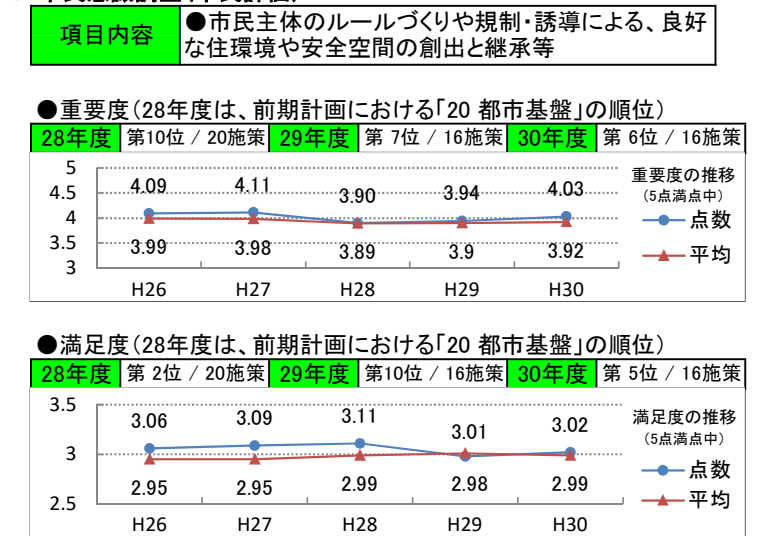 項目内容
●市民主体のルールづくりや規制・誘導による、良好
な住環境や安全空間の創出と継承等
●重要度(28年度は、前期計画における｢20 都市基盤｣の順位)
28年度 第10位 / 20施策 29年度 第 7位 / 16施策 30年度 第 6位 / 16施策
5
4.5
4
3.5
3
4.09 4.11 3.90 3.94 4.03
3.99 3.98 3.89 3.9 3.92
H26 H27 H28 H29 H30
重要度の推移
(5点満点中)
点数
平均
●満足度(28年度は、前期計画における｢20 都市基盤｣の順位)
28年度 第 2位 / 20施策 29年度 第10位 / 16施策 30年度 第 5位 / 16施策
3.5
3
2.5
3.06 3.09 3.11 3.01 3.02
2.95 2.95 2.99 2.98 2.99
H26 H27 H28 H29 H30
満足度の推移
(5点満点中)
点数
平均